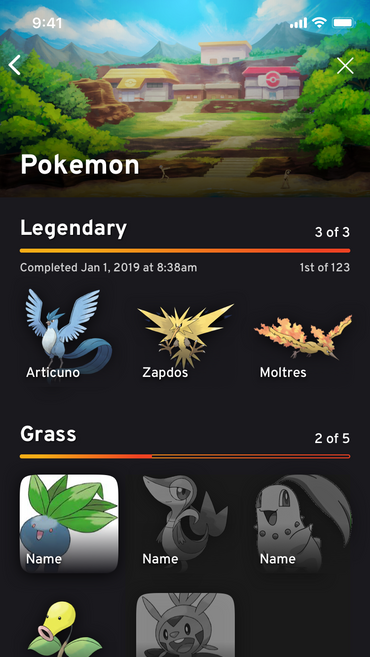 9:41
Pokemon
Legendary
3 of 3
Completed Jan 1, 2019 at 8:38am
1st of 123
Articuno
Zapdos
Moltres
Grass
2 of 5
Name
Name
Name